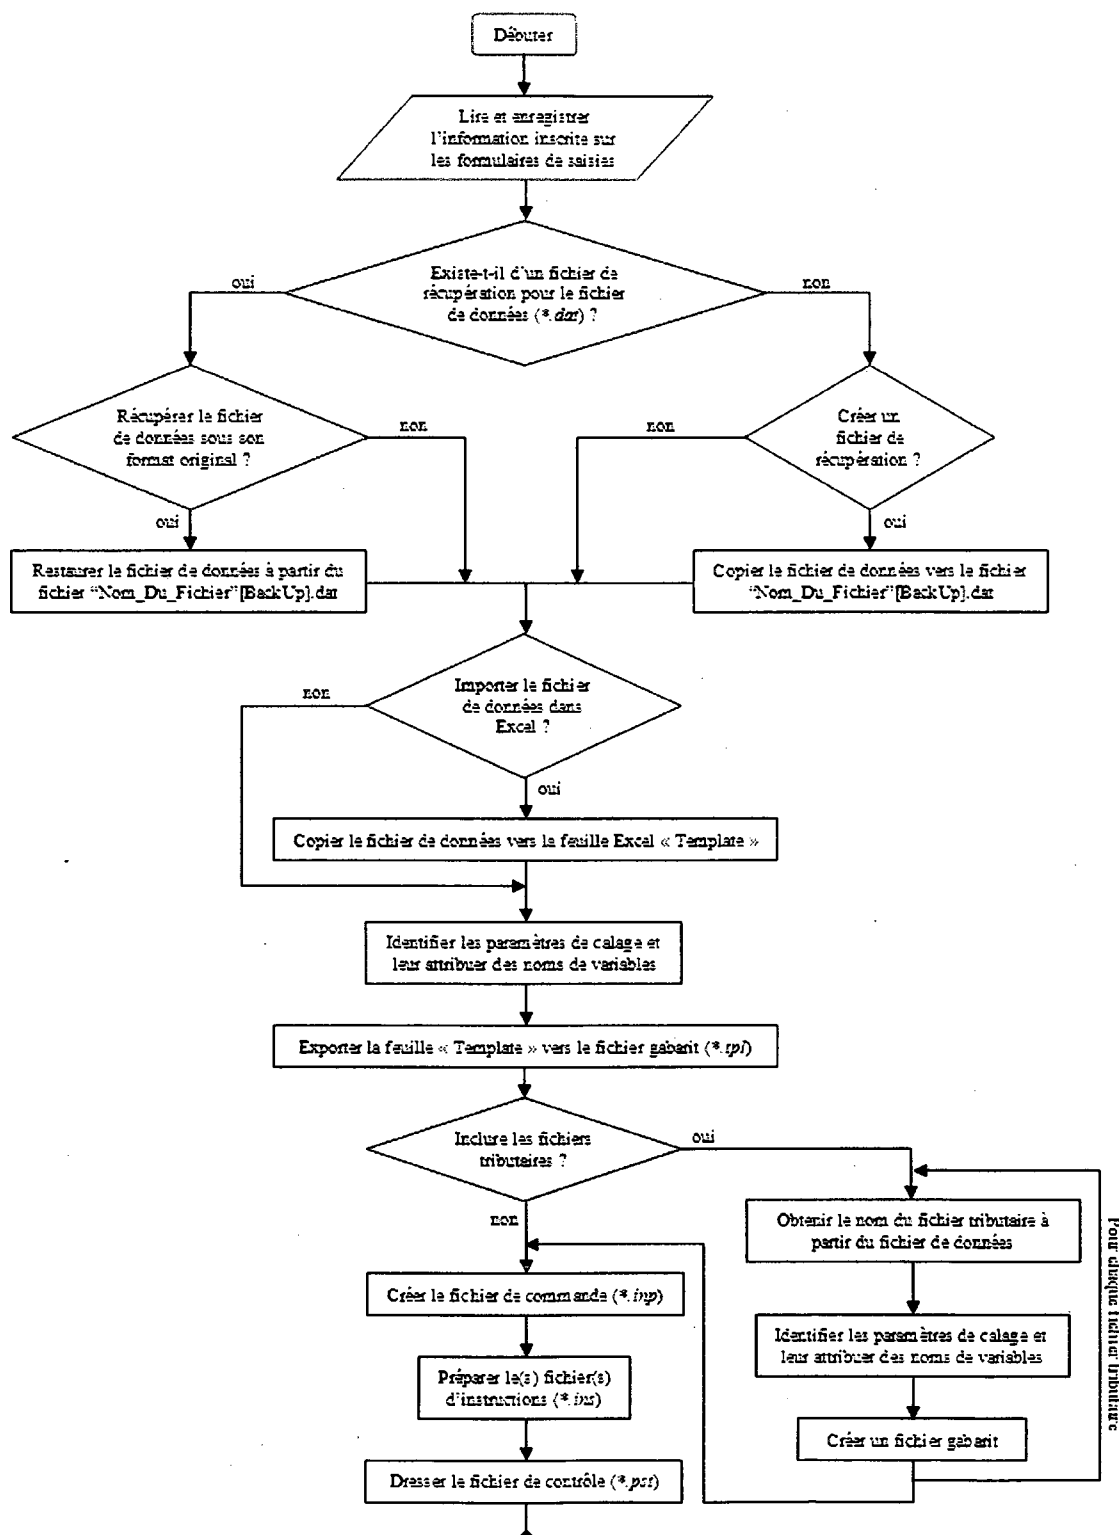 Débuter
Lire et enregistrer
l'information inscrite sur
les formulaires de saisies
Existe-t-il d'un fichier de
récupération pour le fichier
de données (*.dat) ?
oui
non
Récupérer le fichier
de données sous son
format original ?
non
oui
Créer un
fichier de
récupération ?
non
oui
Restaurer le fichier de données à partir du
fichier "Nom_Du_Fichier"[BackUp].dat
Copier le fichier de données vers le fichier
"Nom_Du_Fichier"[BackUp].dat
Importer le fichier
de données dans
Excel ?
non
oui
Copier le fichier de données vers la feuille Excel « Template »
Identifier les paramètres de calage et
leur attribuer des noms de variables
Exporter la feuille « Template » vers le fichier gabarit (*.tpl)
Inclure les fichiers
tributaires ?
oui
non
Obtenir le nom du fichier tributaire à
partir du fichier de données
Identifier les paramètres de calage et
leur attribuer des noms de variables
Créer un fichier gabarit
Pour chaque fichier tributaire
Créer le fichier de commande (*.inp)
Préparer le(s) fichier(s)
d'instructions (*.ins)
Dresser le fichier de contrôle (*.pst)